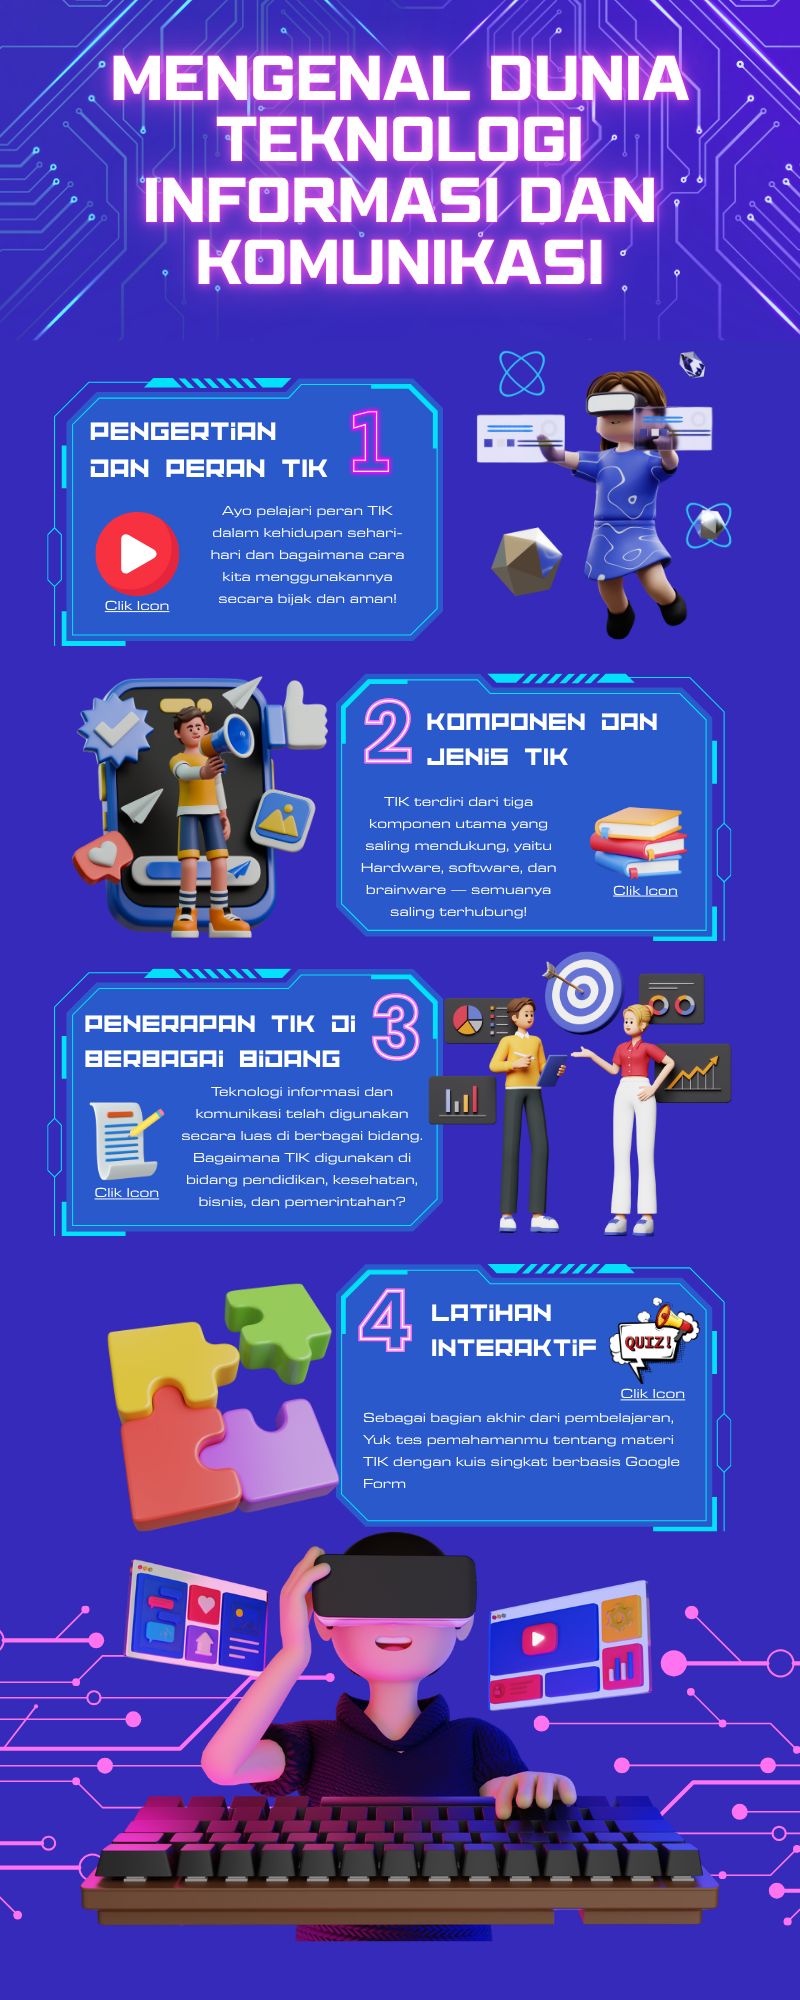 MENGENAL DUNIA
TEKNOLOGI
INFORMASI DAN
KOMUNIKASI
PENGERTIAN
DAN PERAN TIK
1
Ayo pelajari peran TIK
dalam kehidupan sehari-
hari dan bagaimana cara
kita menggunakannya
secara bijak dan aman!
Clik Icon
2
KOMPONEN DAN
JENIS TIK
TIK terdiri dari tiga
komponen utama yang
saling mendukung, yaitu
Hardware, software, dan
brainware — semuanya
saling terhubung!
Clik Icon
PENERAPAN TIK DI
BERBAGAI BIDANG
3
Teknologi informasi dan
komunikasi telah digunakan
secara luas di berbagai bidang.
Bagaimana TIK digunakan di
bidang pendidikan, kesehatan,
bisnis, dan pemerintahan?
Clik Icon
4
LATIHAN
INTERAKTIF
QUIZ!
Clik Icon
Sebagai bagian akhir dari pembelajaran,
Yuk tes pemahamanmu tentang materi
TIK dengan kuis singkat berbasis Google
Form